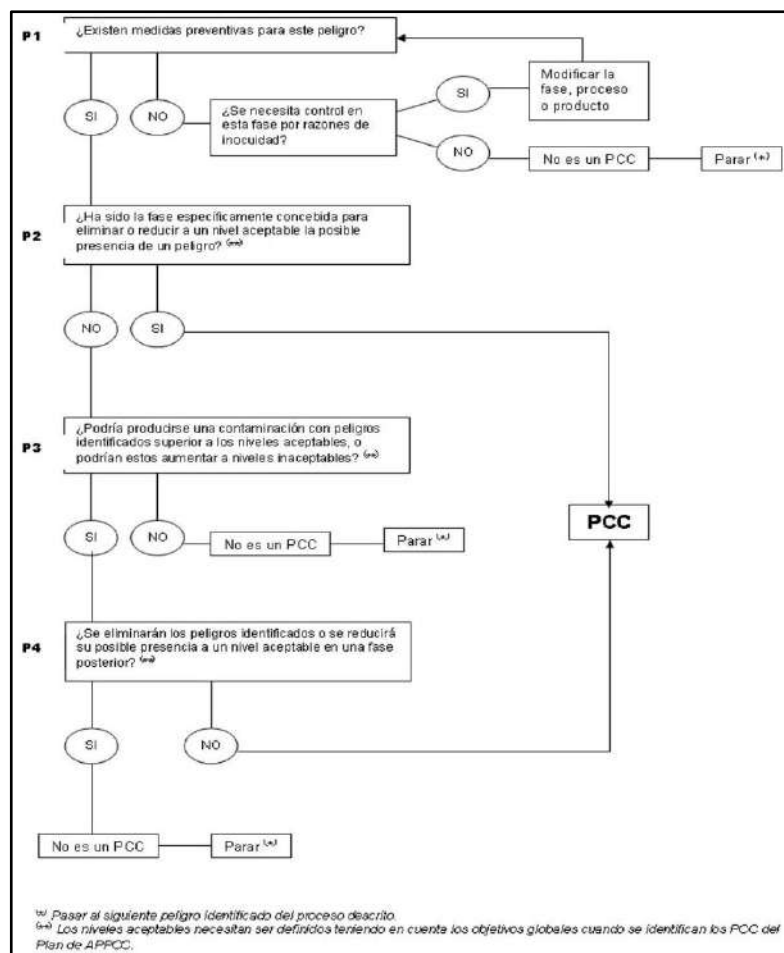 P1
¿Existen medidas preventivas para este peligro?
SI
NO
¿Se necesita control en
esta fase por razones de
inocuidad?
SI
Modificar la
fase, proceso
o producto
NO
No es un PCC
Parar (*)
P2
¿Ha sido la fase específicamente concebida para
eliminar o reducir a un nivel aceptable la posible
presencia de un peligro? (**)
NO
SI
P3
¿Podría producirse una contaminación con peligros
identificados superior a los niveles aceptables, o
podrían estos aumentar a niveles inaceptables? (**)
SI
NO
No es un PCC
Parar (*)
PCC
P4
¿Se eliminarán los peligros identificados o se reducirá
su posible presencia a un nivel aceptable en una fase
posterior? (**)
SI
NO
No es un PCC
Parar (*)
(*) Pasar al siguiente peligro identificado del proceso descrito.
(**) Los niveles aceptables necesitan ser definidos teniendo en cuenta los objetivos globales cuando se identifican los PCC del
Plan de APPCC.